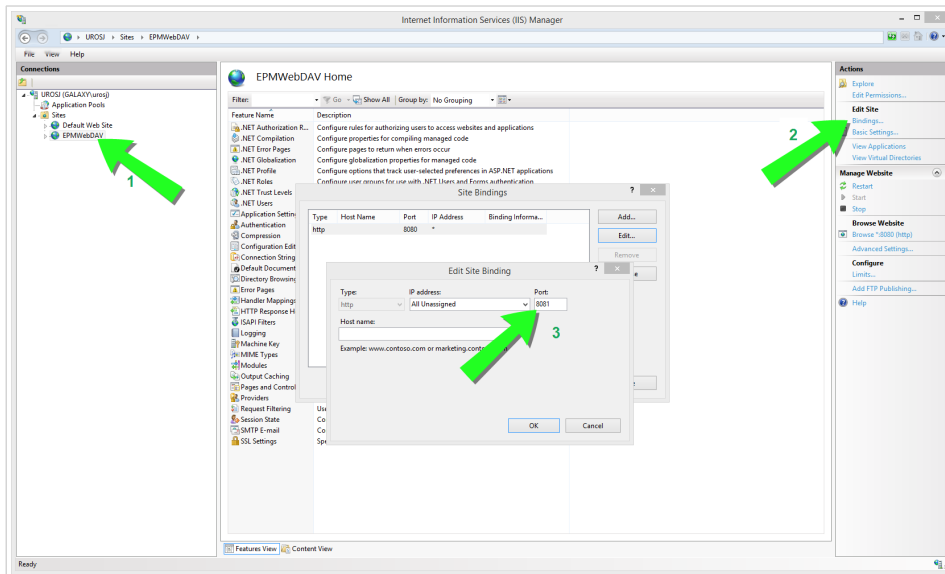 Internet Information Services (IIS) Manager
UROSJ ▸ Sites ▸ EPMWebDAV ▸
File View Help
Connections
UROSJ (GALAXY\urosj)
Application Pools
Sites
Default Web Site
EPMWebDAV
1
EPMWebDAV Home
Filter: Go Show All Group by: No Grouping
Feature Name Description
.NET Authorization R... Configure rules for authorizing users to access websites and applications
.NET Compilation Configure properties for compiling managed code
.NET Error Pages Configure pages to return when errors occur
.NET Globalization Configure globalization properties for managed code
.NET Profile Configure options that track user-selected preferences in ASP.NET applications
.NET Roles Configure user groups for use with .NET Users and Forms authentication
.NET Trust Levels
.NET Users
Application Settin
Authentication
Compression
Configuration Edit
Connection String
Default Document
Directory Browsing
Error Pages
Handler Mappings
HTTP Response H
ISAPI Filters
Logging
Machine Key
MIME Types
Modules
Output Caching
Pages and Control
Providers
Request Filtering Use
Session State Co
SMTP E-mail Co
SSL Settings Spe
Site Bindings ?
Type Host Name Port IP Address Binding Informa...
http 8080 *
Add...
Edit...
Remove
Edit Site Binding ?
Type: IP address: Port:
http All Unassigned 8081
Host name:
3
Example: www.contoso.com or marketing.conto
OK Cancel
Features View Content View
Ready
Actions
Explore
Edit Permissions...
Edit Site
Bindings...
Basic Settings...
2
View Applications
View Virtual Directories
Manage Website
Restart
Start
Stop
Browse Website
Browse *:8080 (http)
Advanced Settings...
Configure
Limits...
Add FTP Publishing...
Help